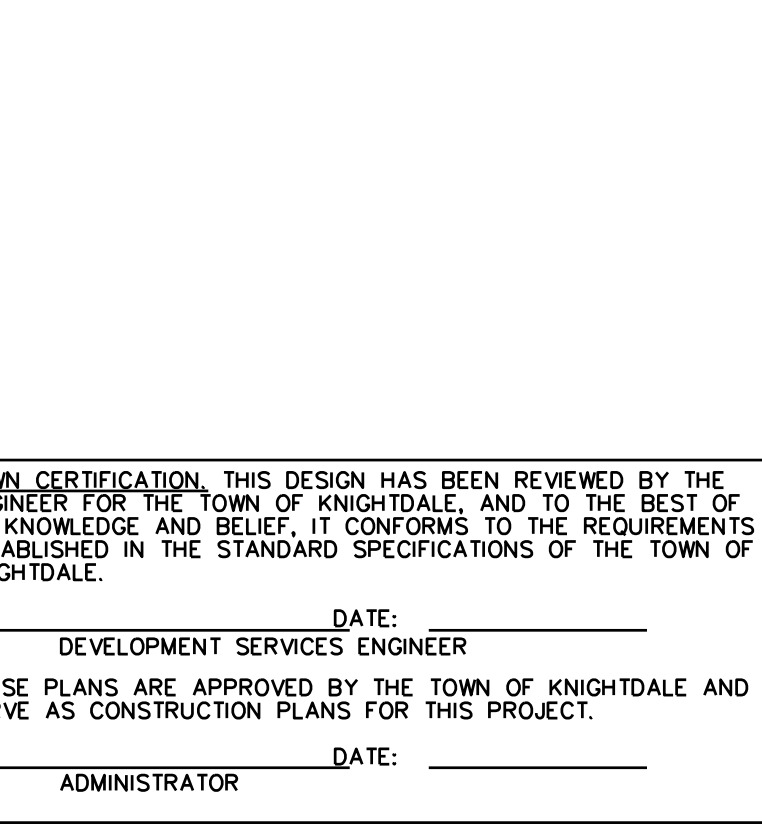 WN CERTIFICATION. THIS DESIGN HAS BEEN REVIEWED BY THE
GINEER FOR THE TOWN OF KNIGHTDALE, AND TO THE BEST OF
KNOWLEDGE AND BELIEF, IT CONFORMS TO THE REQUIREMENTS
ABLISHED IN THE STANDARD SPECIFICATIONS OF THE TOWN OF
GHTDALE.
DATE:
DEVELOPMENT SERVICES ENGINEER
SE PLANS ARE APPROVED BY THE TOWN OF KNIGHTDALE AND
RVE AS CONSTRUCTION PLANS FOR THIS PROJECT.
DATE:
ADMINISTRATOR